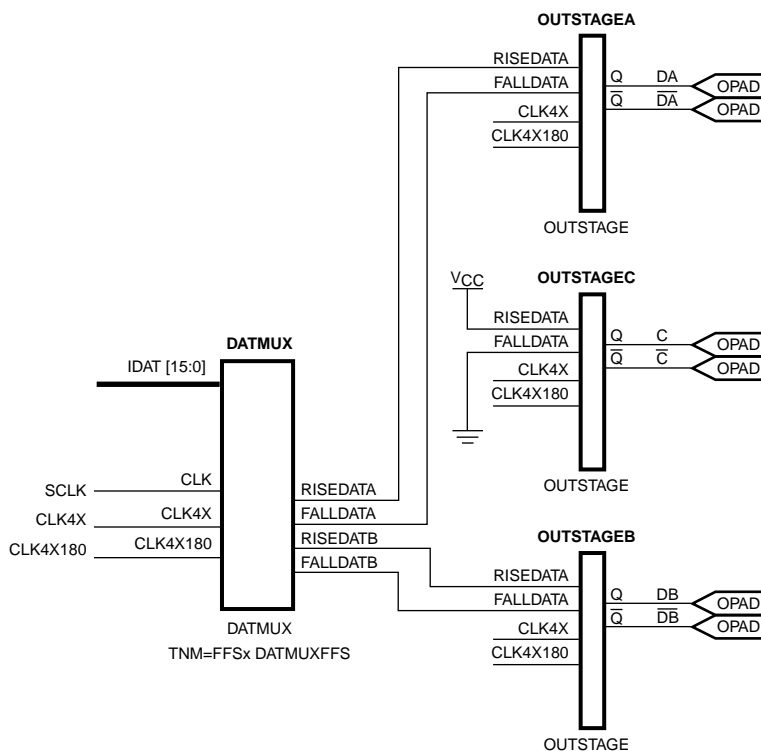 OUTSTAGEA
RISEDATA
FALLDATA
CLK4X
CLK4X180
Q DA
Q̅ D̅A̅
OPAD
OPAD
OUTSTAGE
VCC
OUTSTAGEC
RISEDATA
FALLDATA
CLK4X
CLK4X180
Q C
Q̅ C̅
OPAD
OPAD
OUTSTAGE
DATMUX
IDAT [15:0]
SCLK CLK
CLK4X CLK4X
CLK4X180 CLK4X180
RISEDATA
FALLDATA
RISEDATB
FALLDATB
DATMUX
TNM=FFSx DATMUXFFS
OUTSTAGEB
RISEDATA
FALLDATA
CLK4X
CLK4X180
Q DB
Q̅ D̅B̅
OPAD
OPAD
OUTSTAGE